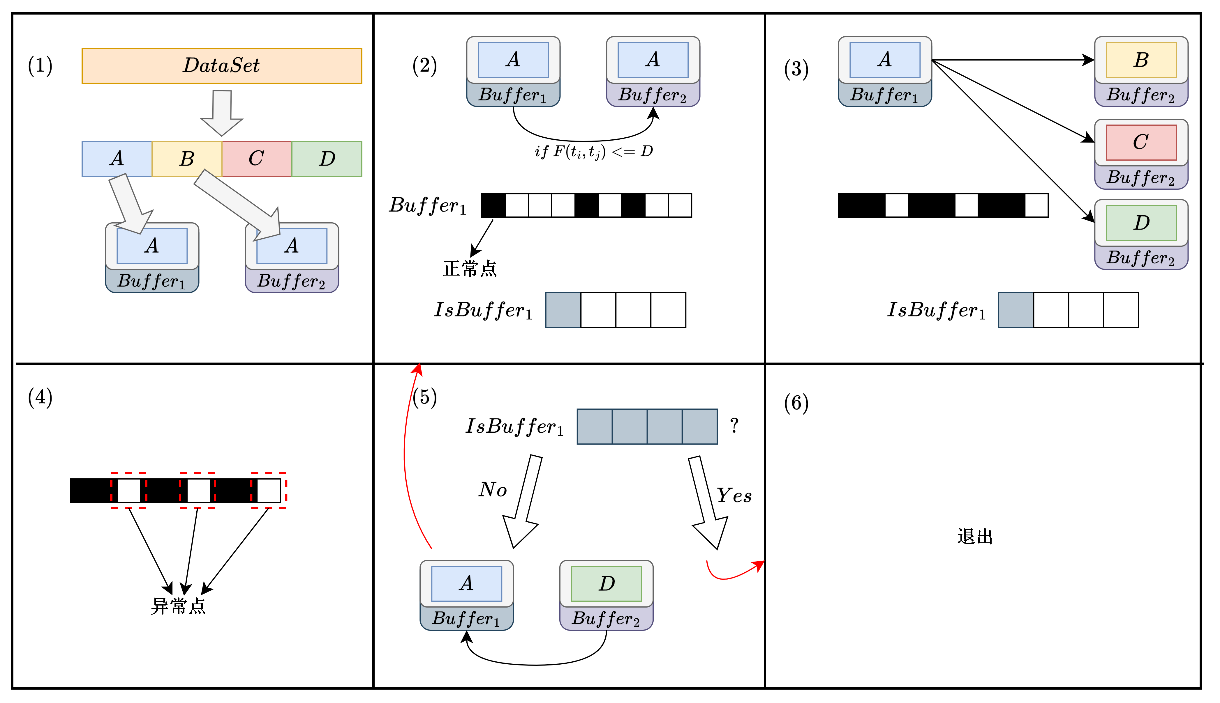 (1)
DataSet
A B C D
A A
Buffer₁ Buffer₂
(2)
A A
Buffer₁ Buffer₂
if F(tᵢ, tⱼ) <= D
Buffer₁
正常点
IsBuffer₁
(3)
A B
Buffer₁ Buffer₂
C
Buffer₂
D
Buffer₂
IsBuffer₁
(4)
异常点
(5)
IsBuffer₁ ?
No Yes
A D
Buffer₁ Buffer₂
(6)
退出